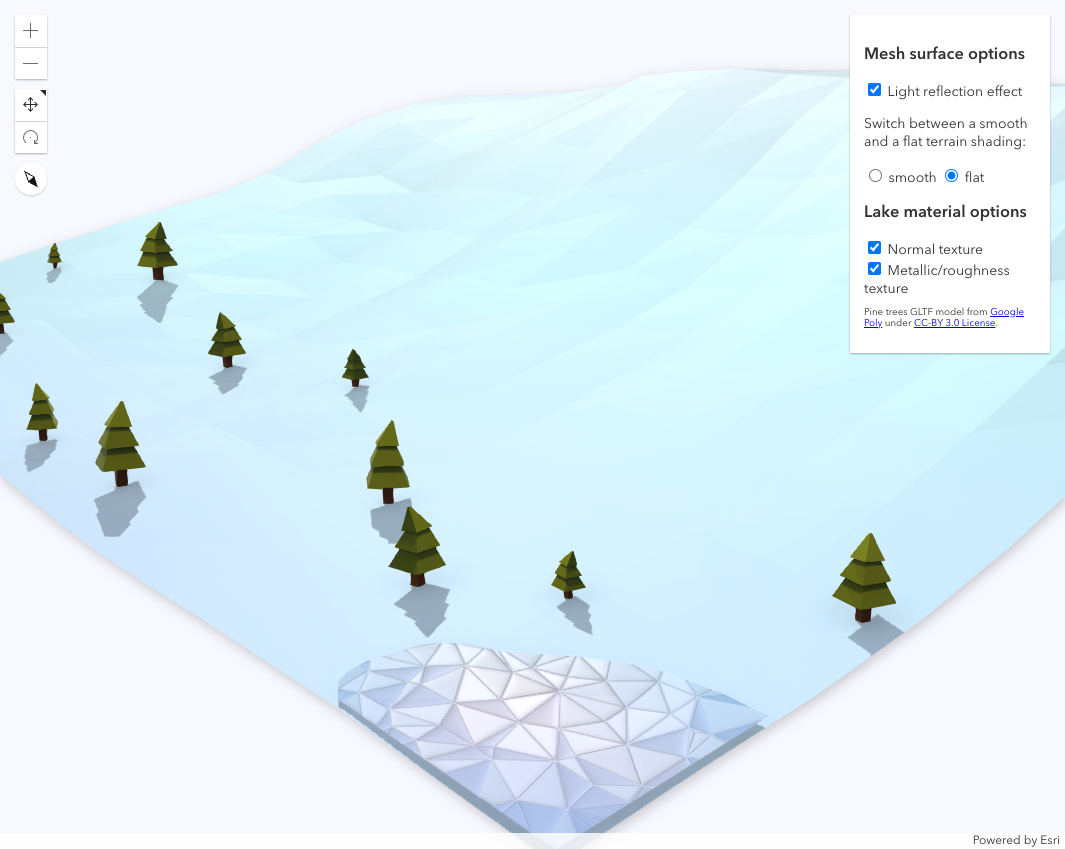 Mesh surface options
Light reflection effect
Switch between a smooth
and a flat terrain shading:
smooth flat
Lake material options
Normal texture
Metallic/roughness
texture
Pine trees GLTF model from Google
Poly under CC-BY 3.0 License.
Powered by Esri